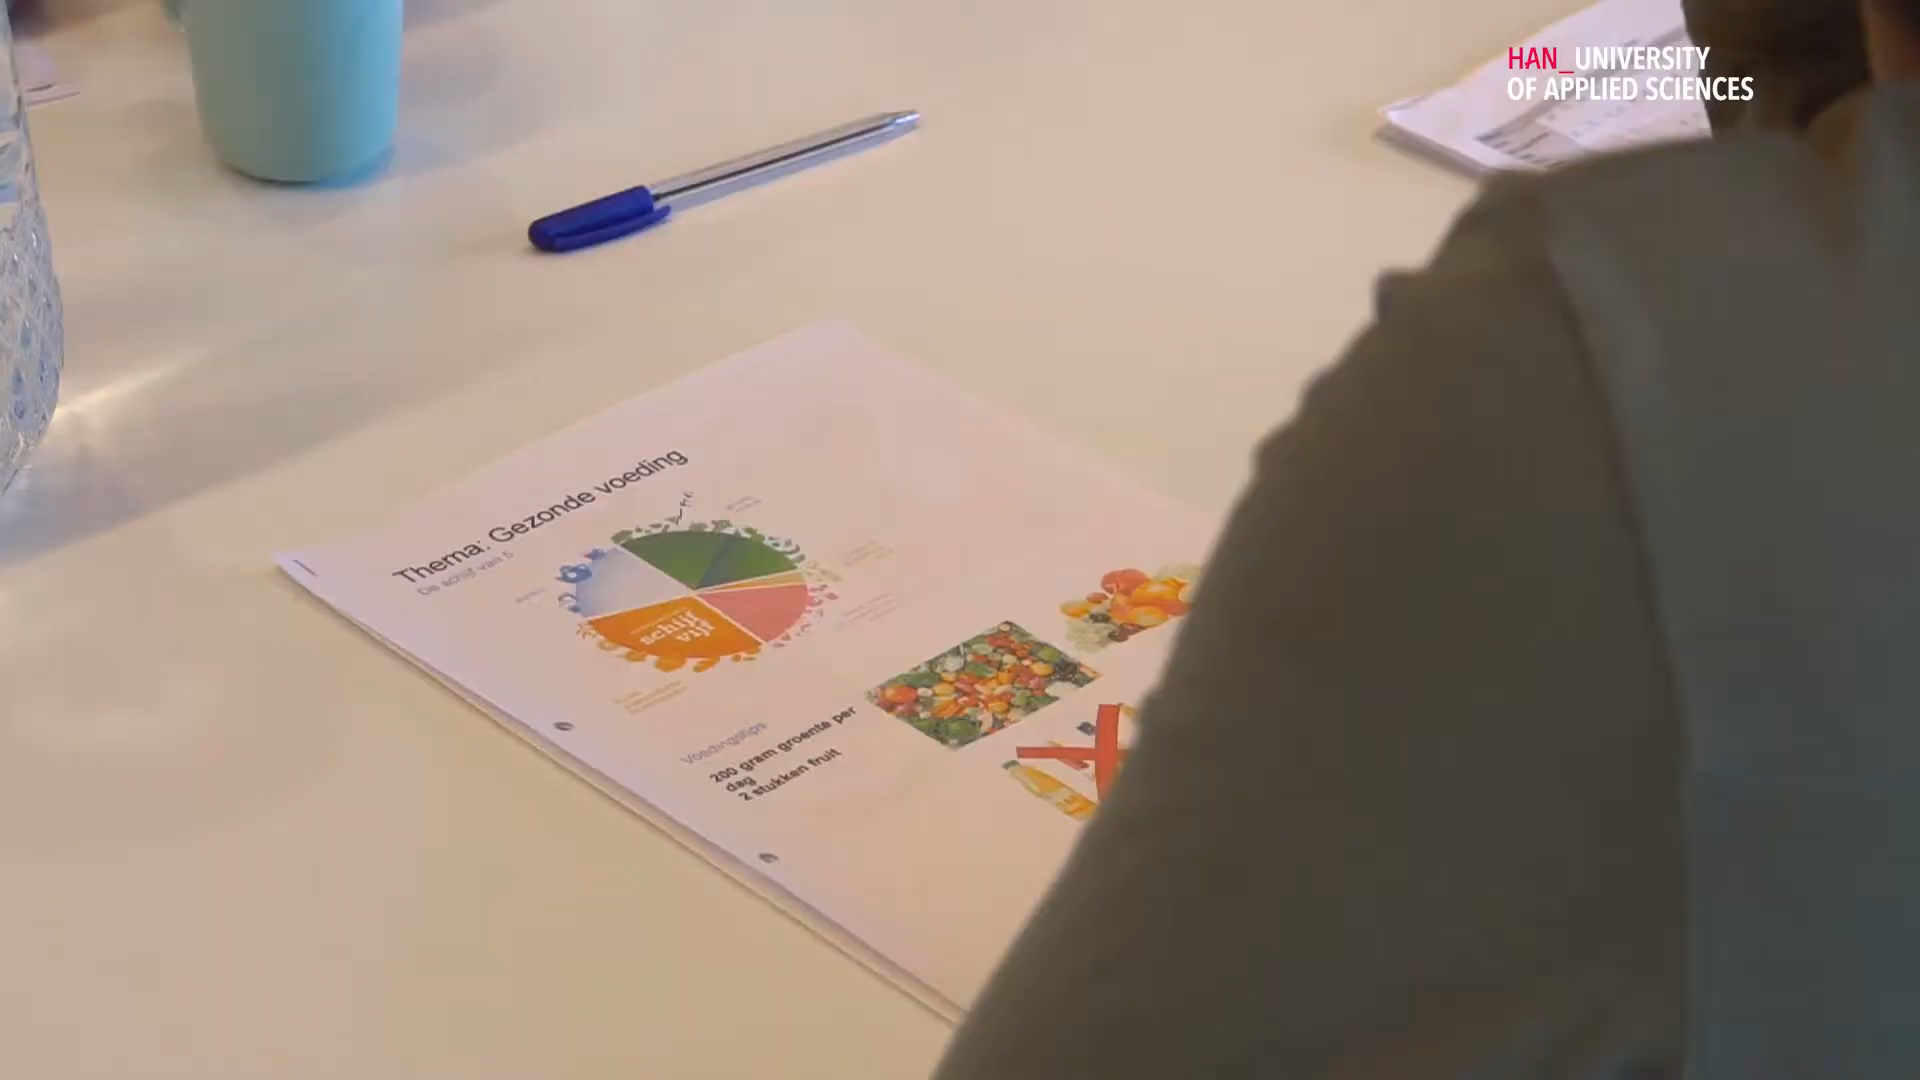 HAN_UNIVERSITY
OF APPLIED SCIENCES
Thema: Gezonde voeding
De schijf van 5
schijf
vijf
Voedingstips
200 gram groente per
dag
2 stukken fruit